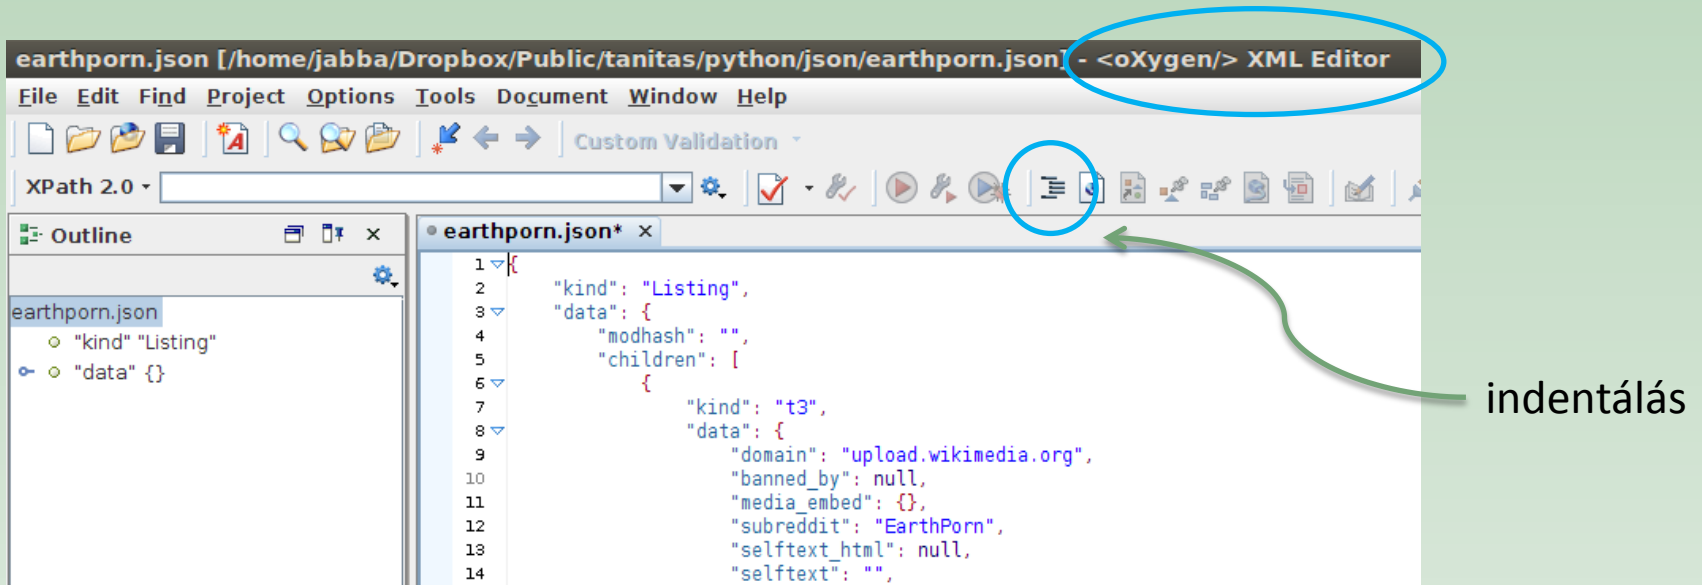 earthporn.json [/home/jabba/Dropbox/Public/tanitas/python/json/earthporn.json] - <oXygen/> XML Editor
File Edit Find Project Options Tools Document Window Help
Custom Validation
XPath 2.0
Outline
earthporn.json* ×
earthporn.json
"kind" "Listing"
"data" {}
1 {
2 "kind": "Listing",
3 "data": {
4 "modhash": "",
5 "children": [
6 {
7 "kind": "t3",
8 "data": {
9 "domain": "upload.wikimedia.org",
10 "banned_by": null,
11 "media_embed": {},
12 "subreddit": "EarthPorn",
13 "selftext_html": null,
14 "selftext": "",
indentálás